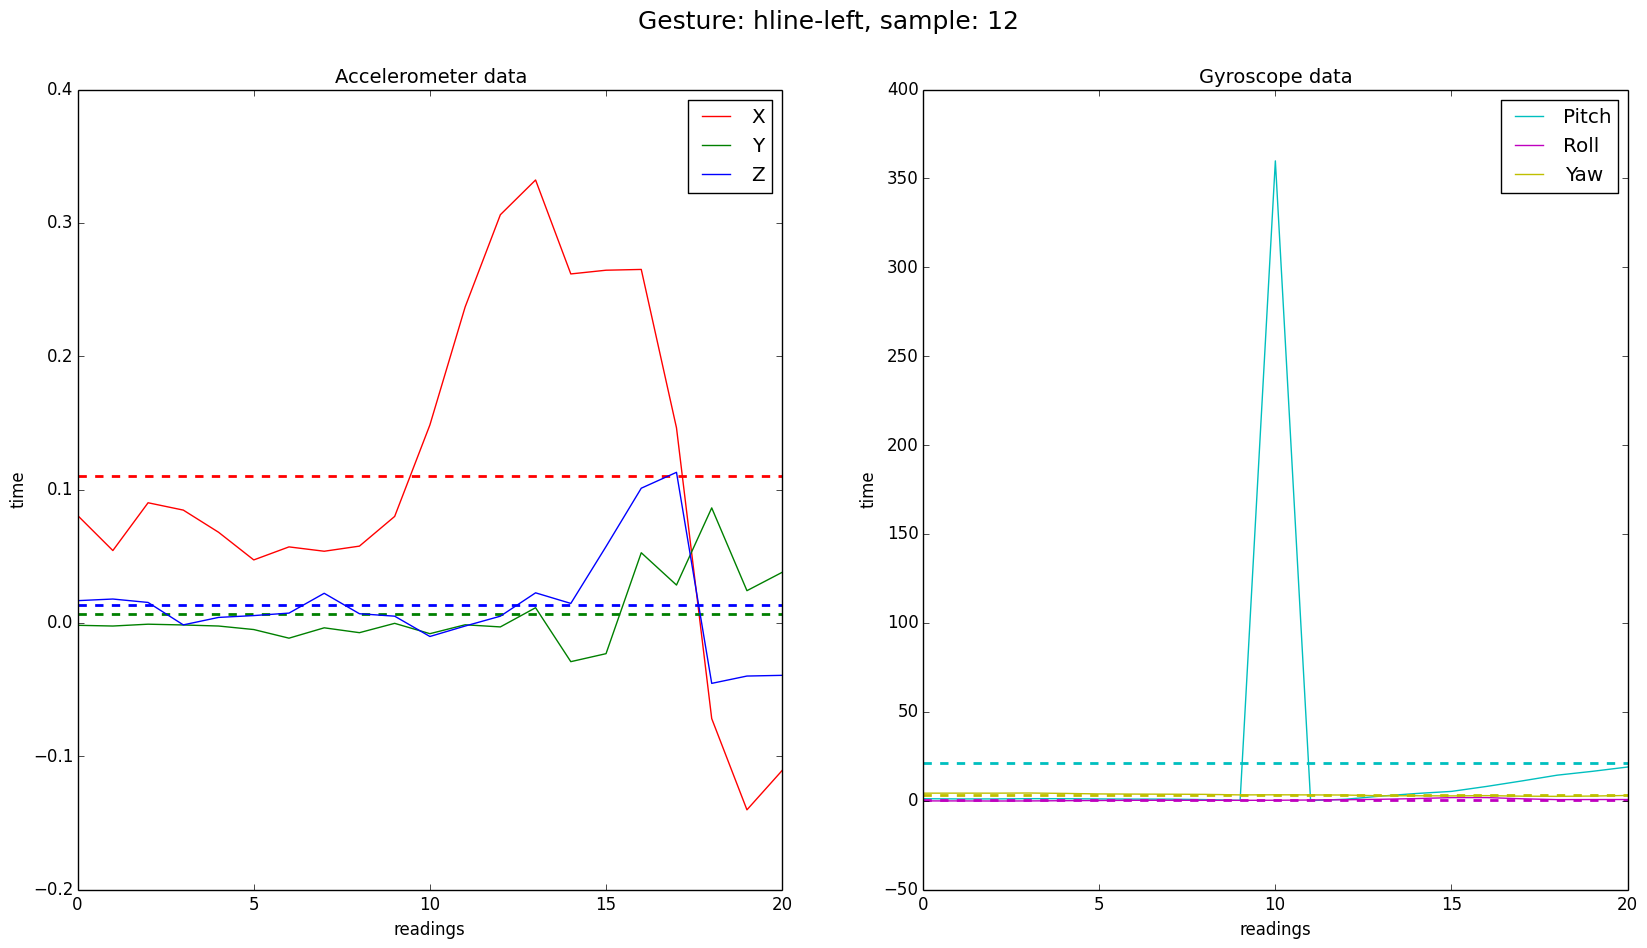 Gesture: hline-left, sample: 12
Accelerometer data
0.4
0.3
0.2
0.1
0.0
−0.1
−0.2
time
0
5
10
15
20
readings
X
Y
Z
Gyroscope data
400
350
300
250
200
150
100
50
0
−50
time
0
5
10
15
20
readings
Pitch
Roll
Yaw